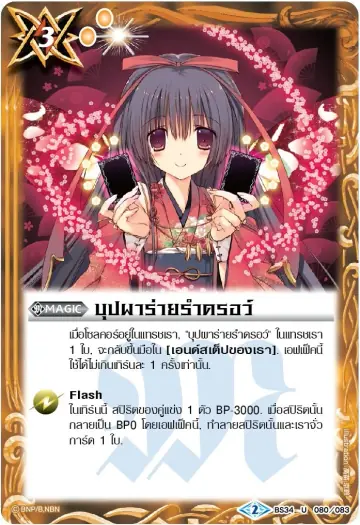 3
MAGIC บุปผาร่ายรำดรอว์
เมื่อโซลคอร์อยู่ในแทรชเรา, "บุปผาร่ายรำดรอว์" ในแทรชเรา
1 ใบ, จะกลับขึ้นมือใน [เอนด์สเต็ปของเรา]. เอฟเฟ็คนี้
ใช้ได้ไม่เกินเทิร์นละ 1 ครั้งเท่านั้น.
Flash
ในเทิร์นนี้ สปิริตของคู่แข่ง 1 ตัว BP-3000. เมื่อสปิริตนั้น
กลายเป็น BP0 โดยเอฟเฟ็คนี้, ทำลายสปิริตนั้นและเราจั่ว
การ์ด 1 ใบ.
©BNP/B,NBN
2 BS34 U 080/083